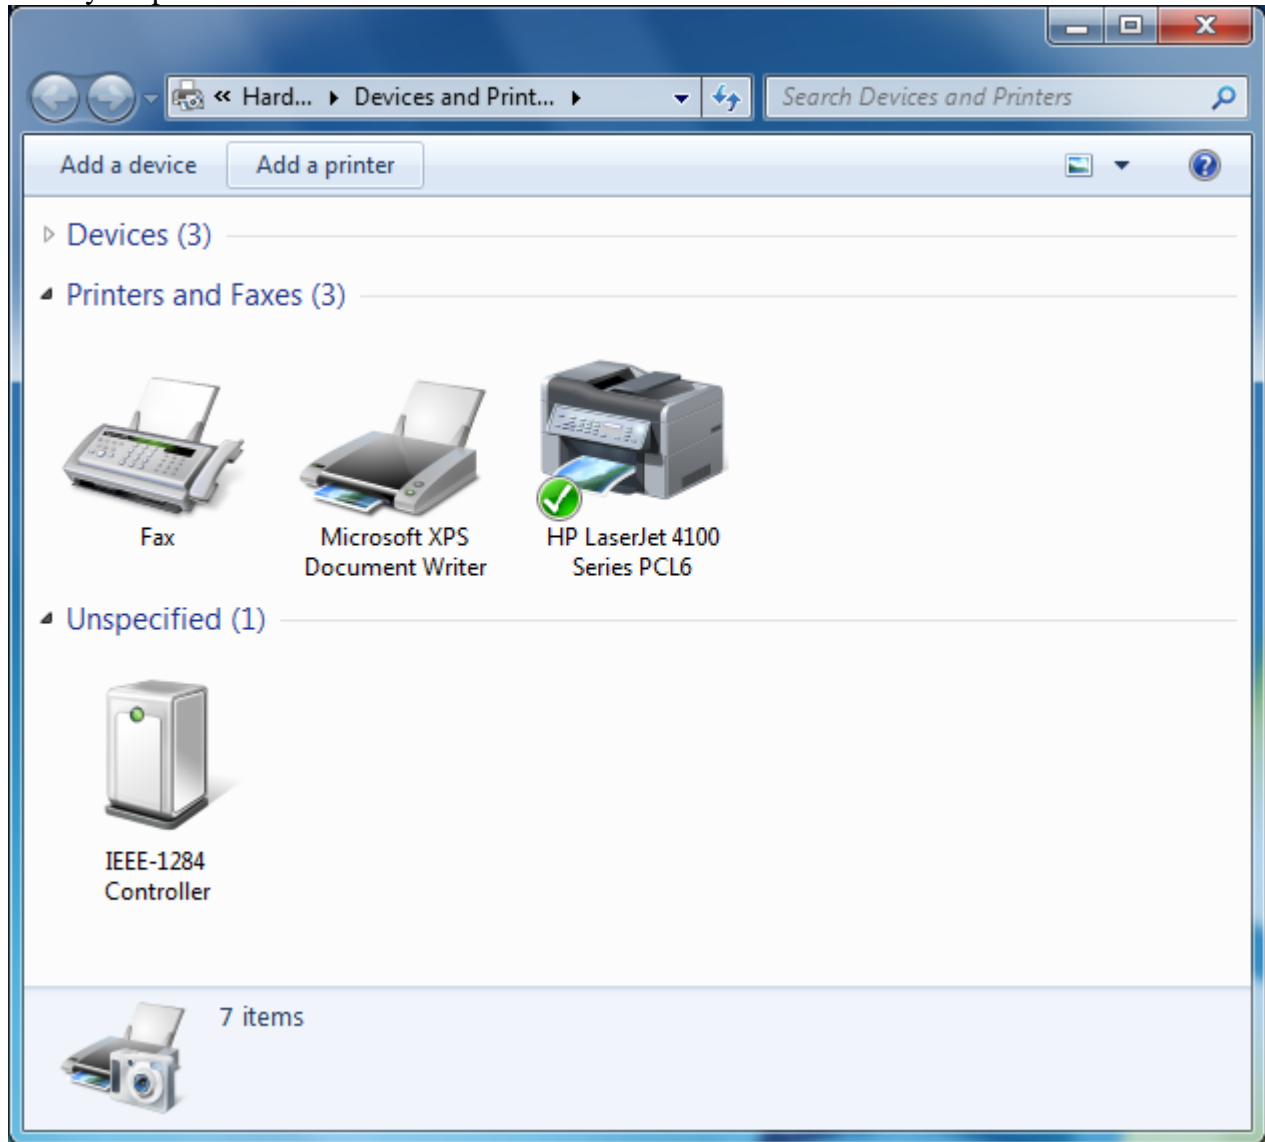 « Hard... ▸ Devices and Print... ▸
Search Devices and Printers
Add a device
Add a printer
Devices (3)
Printers and Faxes (3)
Fax
Microsoft XPS
Document Writer
HP LaserJet 4100
Series PCL6
Unspecified (1)
IEEE-1284
Controller
7 items